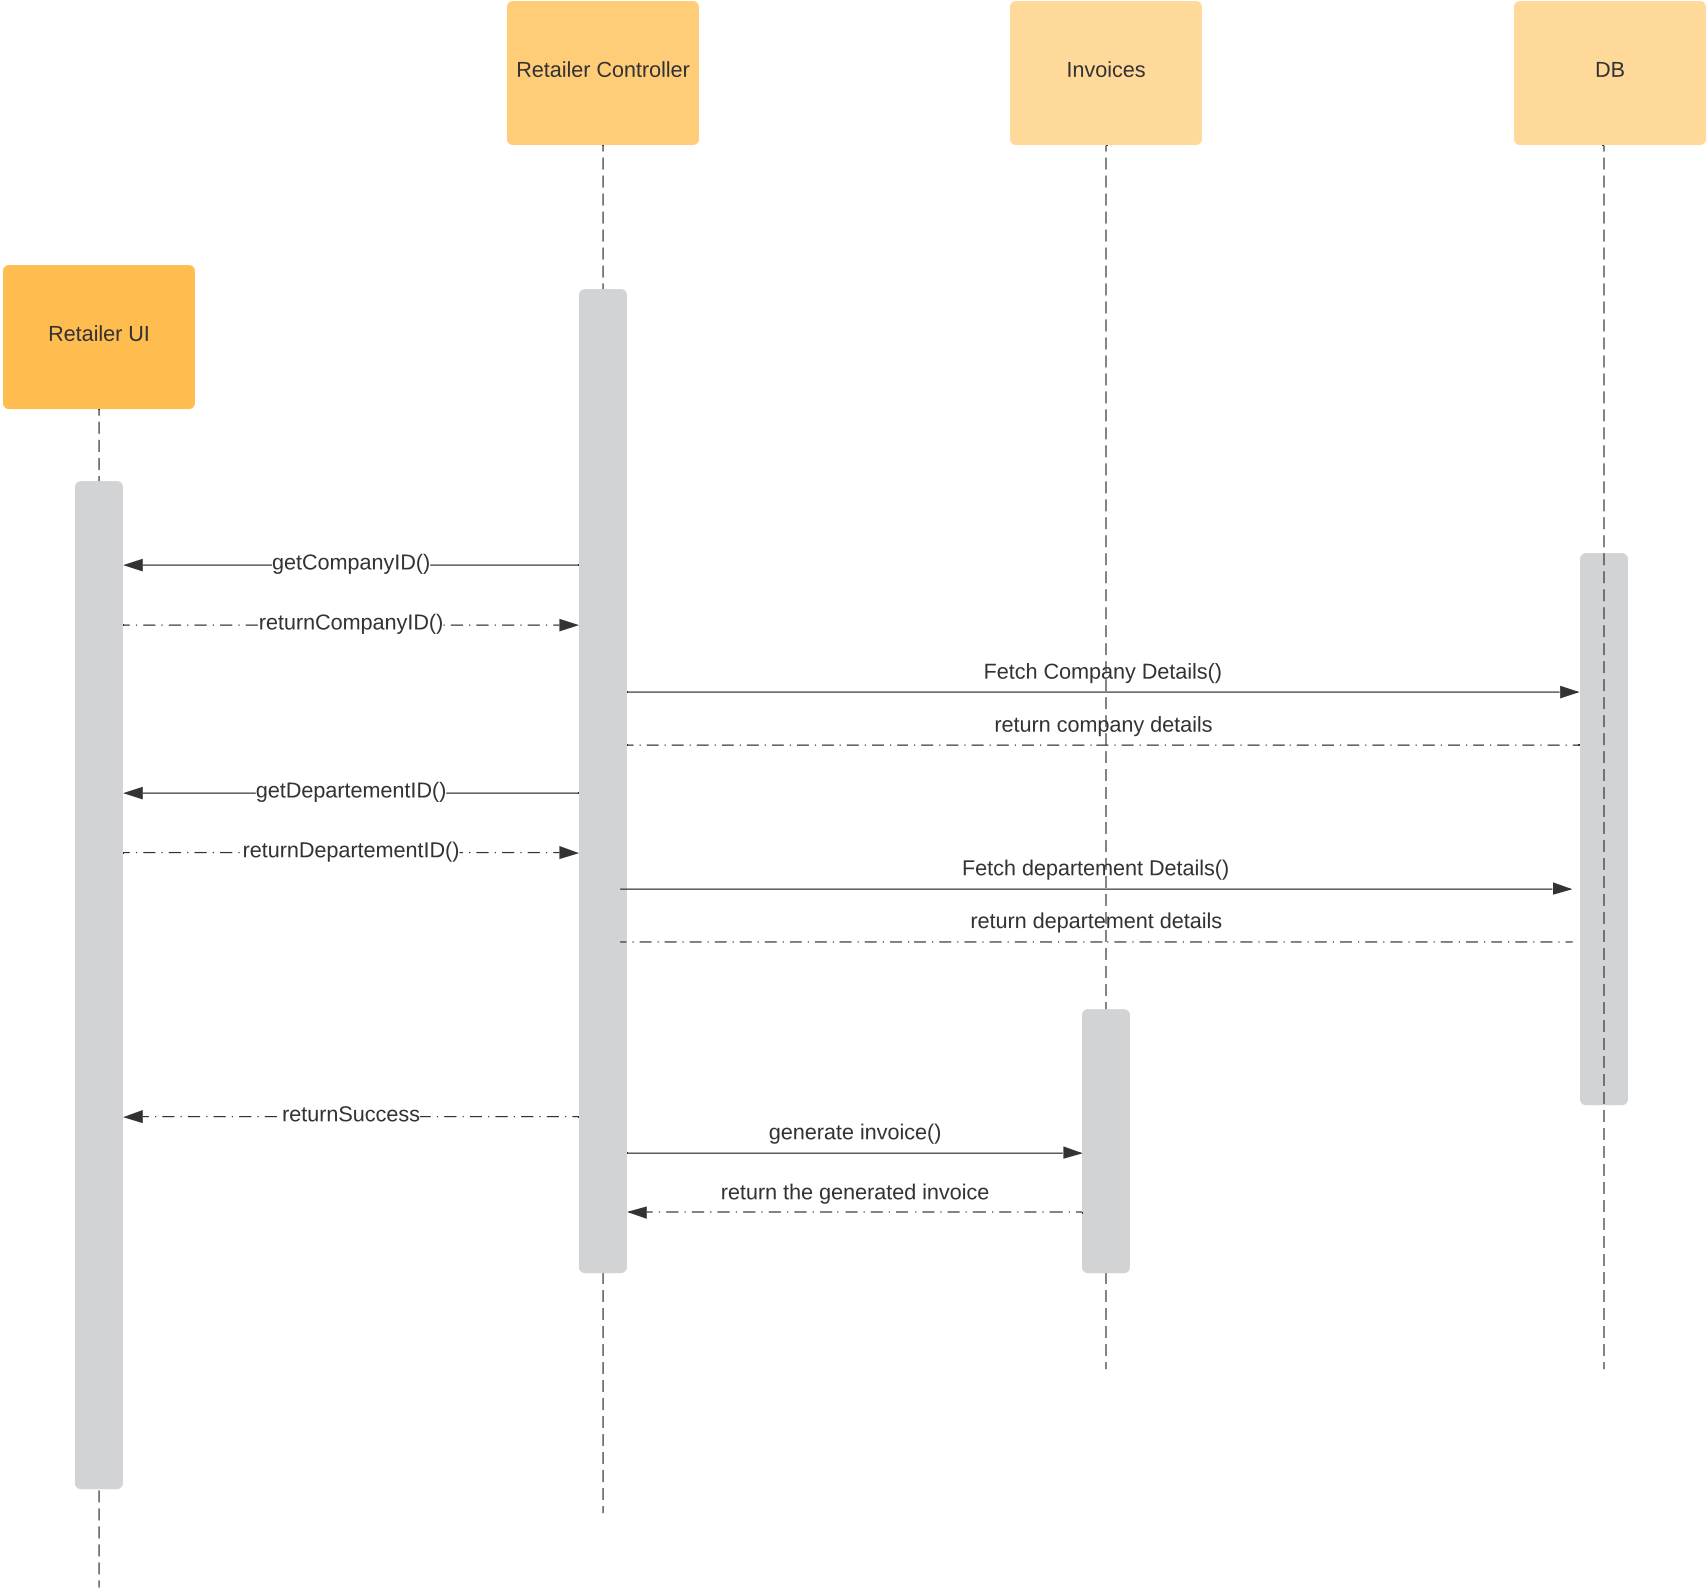 Retailer Controller
Invoices
DB
Retailer UI
getCompanyID()
returnCompanyID()
Fetch Company Details()
return company details
getDepartementID()
returnDepartementID()
Fetch departement Details()
return departement details
returnSuccess
generate invoice()
return the generated invoice